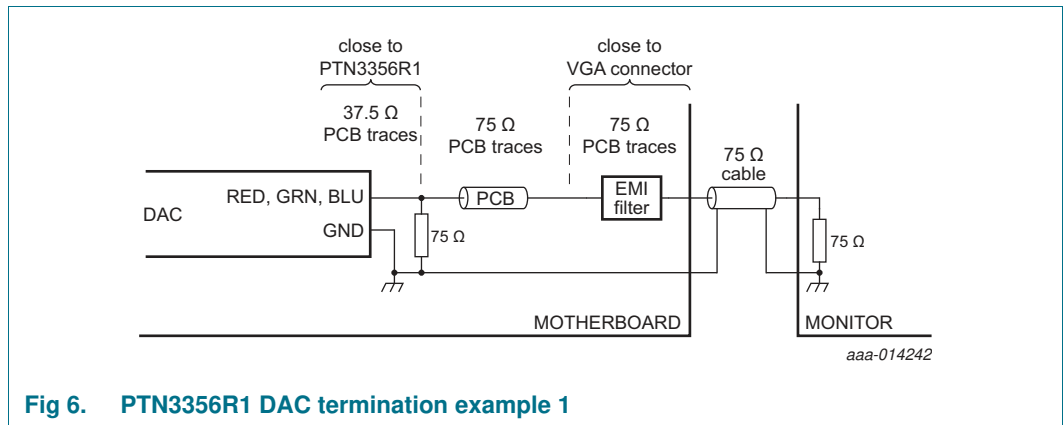 close to
PTN3356R1
close to
VGA connector
37.5 Ω
PCB traces
75 Ω
PCB traces
75 Ω
PCB traces
75 Ω
cable
DAC
RED, GRN, BLU
GND
75 Ω
PCB
EMI
filter
75 Ω
MOTHERBOARD
MONITOR
aaa-014242
Fig 6. PTN3356R1 DAC termination example 1